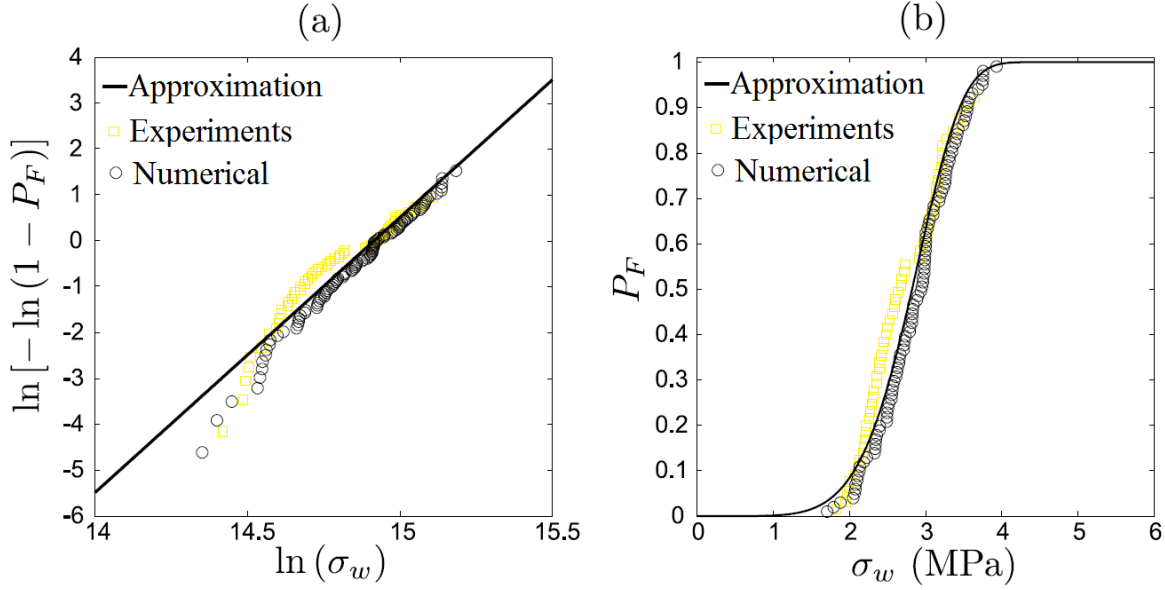 (a)
4
3
2
1
0
-1
-2
-3
-4
-5
-6
ln [− ln (1 − P_F)]
Approximation
Experiments
Numerical
14
14.5
15
15.5
ln (σ_w)
(b)
1
0.9
0.8
0.7
0.6
0.5
0.4
0.3
0.2
0.1
0
P_F
Approximation
Experiments
Numerical
0
1
2
3
4
5
6
σ_w (MPa)